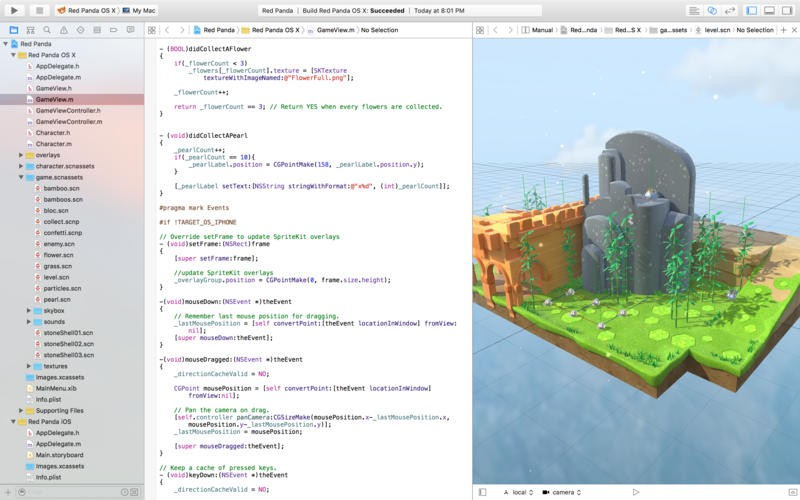 Red Panda OS X
My Mac
Red Panda | Build Red Panda OS X: Succeeded | Today at 8:01 PM
Red Panda
Red Panda OS X
AppDelegate.h
AppDelegate.m
GameView.h
GameView.m
GameViewController.h
GameViewController.m
Character.h
Character.m
overlays
character.scnassets
game.scnassets
bamboo.scn
bamboos.scn
bloc.scn
collect.scnp
confetti.scnp
enemy.scn
flower.scn
grass.scn
level.scn
particles.scn
pearl.scn
skybox
sounds
stoneShell01.scn
stoneShell02.scn
stoneShell03.scn
textures
Images.xcassets
MainMenu.xib
Info.plist
Supporting Files
Red Panda iOS
AppDelegate.h
AppDelegate.m
Main.storyboard
Images.xcassets
Info.plist
Red Panda
Red Panda OS X
GameView.m
No Selection
- (BOOL)didCollectAFlower
{
if(_flowerCount < 3)
_flowers[_flowerCount].texture = [SKTexture
textureWithImageNamed:@"FlowerFull.png"];
_flowerCount++;
return _flowerCount == 3; // Return YES when every flowers are collected.
}
- (void)didCollectAPearl
{
_pearlCount++;
if(_pearlCount == 10){
_pearlLabel.position = CGPointMake(158, _pearlLabel.position.y);
}
[_pearlLabel setText:[NSString stringWithFormat:@"x%d", (int)_pearlCount]];
}
#pragma mark Events
#if !TARGET_OS_IPHONE
// Override setFrame to update SpriteKit overlays
- (void)setFrame:(NSRect)frame
{
[super setFrame:frame];
//update SpriteKit overlays
_overlayGroup.position = CGPointMake(0, frame.size.height);
}
-(void)mouseDown:(NSEvent *)theEvent
{
// Remember last mouse position for dragging.
_lastMousePosition = [self convertPoint:[theEvent locationInWindow] fromView:
nil];
[super mouseDown:theEvent];
}
-(void)mouseDragged:(NSEvent *)theEvent
{
_directionCacheValid = NO;
CGPoint mousePosition = [self convertPoint:[theEvent locationInWindow]
fromView:nil];
// Pan the camera on drag.
[self.controller panCamera:CGSizeMake(mousePosition.x-_lastMousePosition.x,
mousePosition.y-_lastMousePosition.y)];
_lastMousePosition = mousePosition;
[super mouseDragged:theEvent];
}
// Keep a cache of pressed keys.
- (void)keyDown:(NSEvent *)theEvent
{
_directionCacheValid = NO;
Manual
Red...nda
Red...S X
ga...ssets
level.scn
No Selection
local
camera